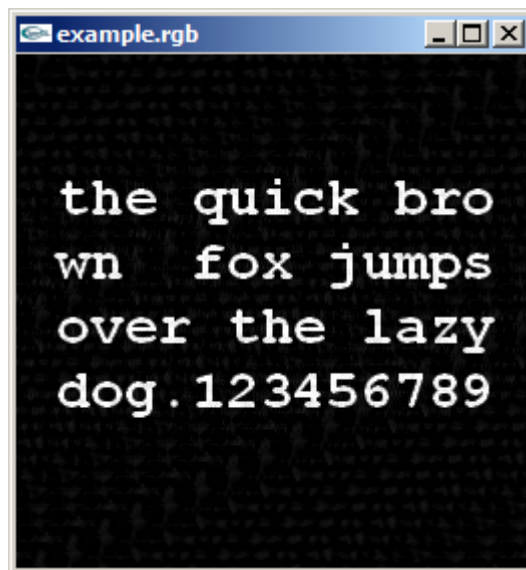 example.rgb
the quick bro
wn  fox jumps
over the lazy
dog.123456789